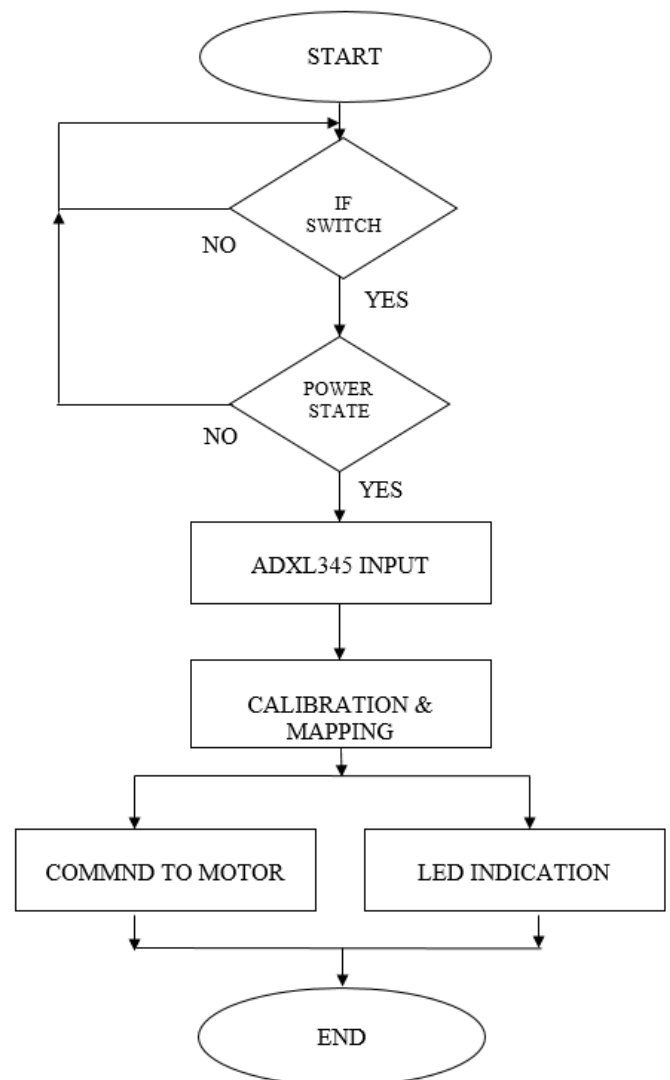 START
IF
SWITCH
NO
YES
POWER
STATE
NO
YES
ADXL345 INPUT
CALIBRATION &
MAPPING
COMMND TO MOTOR
LED INDICATION
END